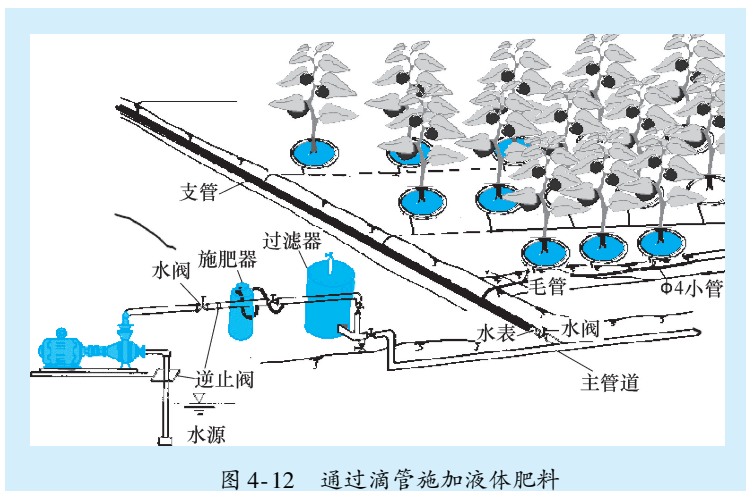 支管
过滤器
施肥器
水阀
毛管
Φ4小管
水表
水阀
主管道
逆止阀
水源
图 4-12 通过滴管施加液体肥料